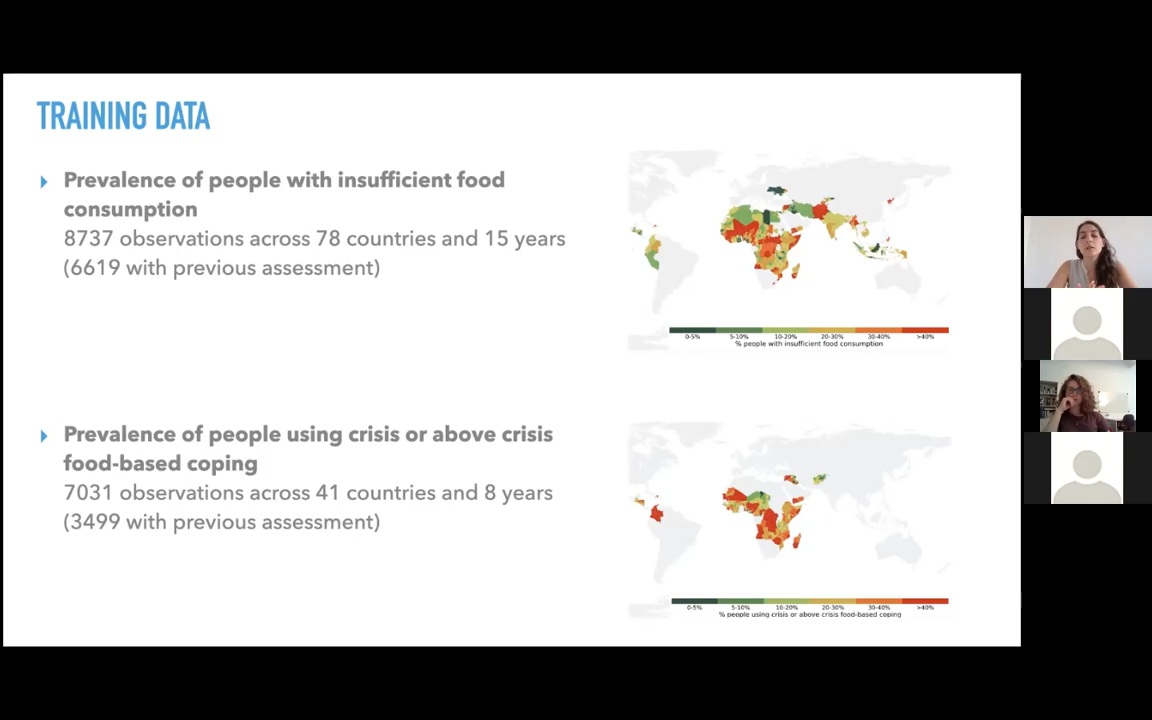 TRAINING DATA
Prevalence of people with insufficient food
consumption
8737 observations across 78 countries and 15 years
(6619 with previous assessment)
0-5% 5-10% 10-20% 20-30% 30-40% >40%
% people with insufficient food consumption
Prevalence of people using crisis or above crisis
food-based coping
7031 observations across 41 countries and 8 years
(3499 with previous assessment)
0-5% 5-10% 10-20% 20-30% 30-40% >40%
% people using crisis or above crisis food-based coping